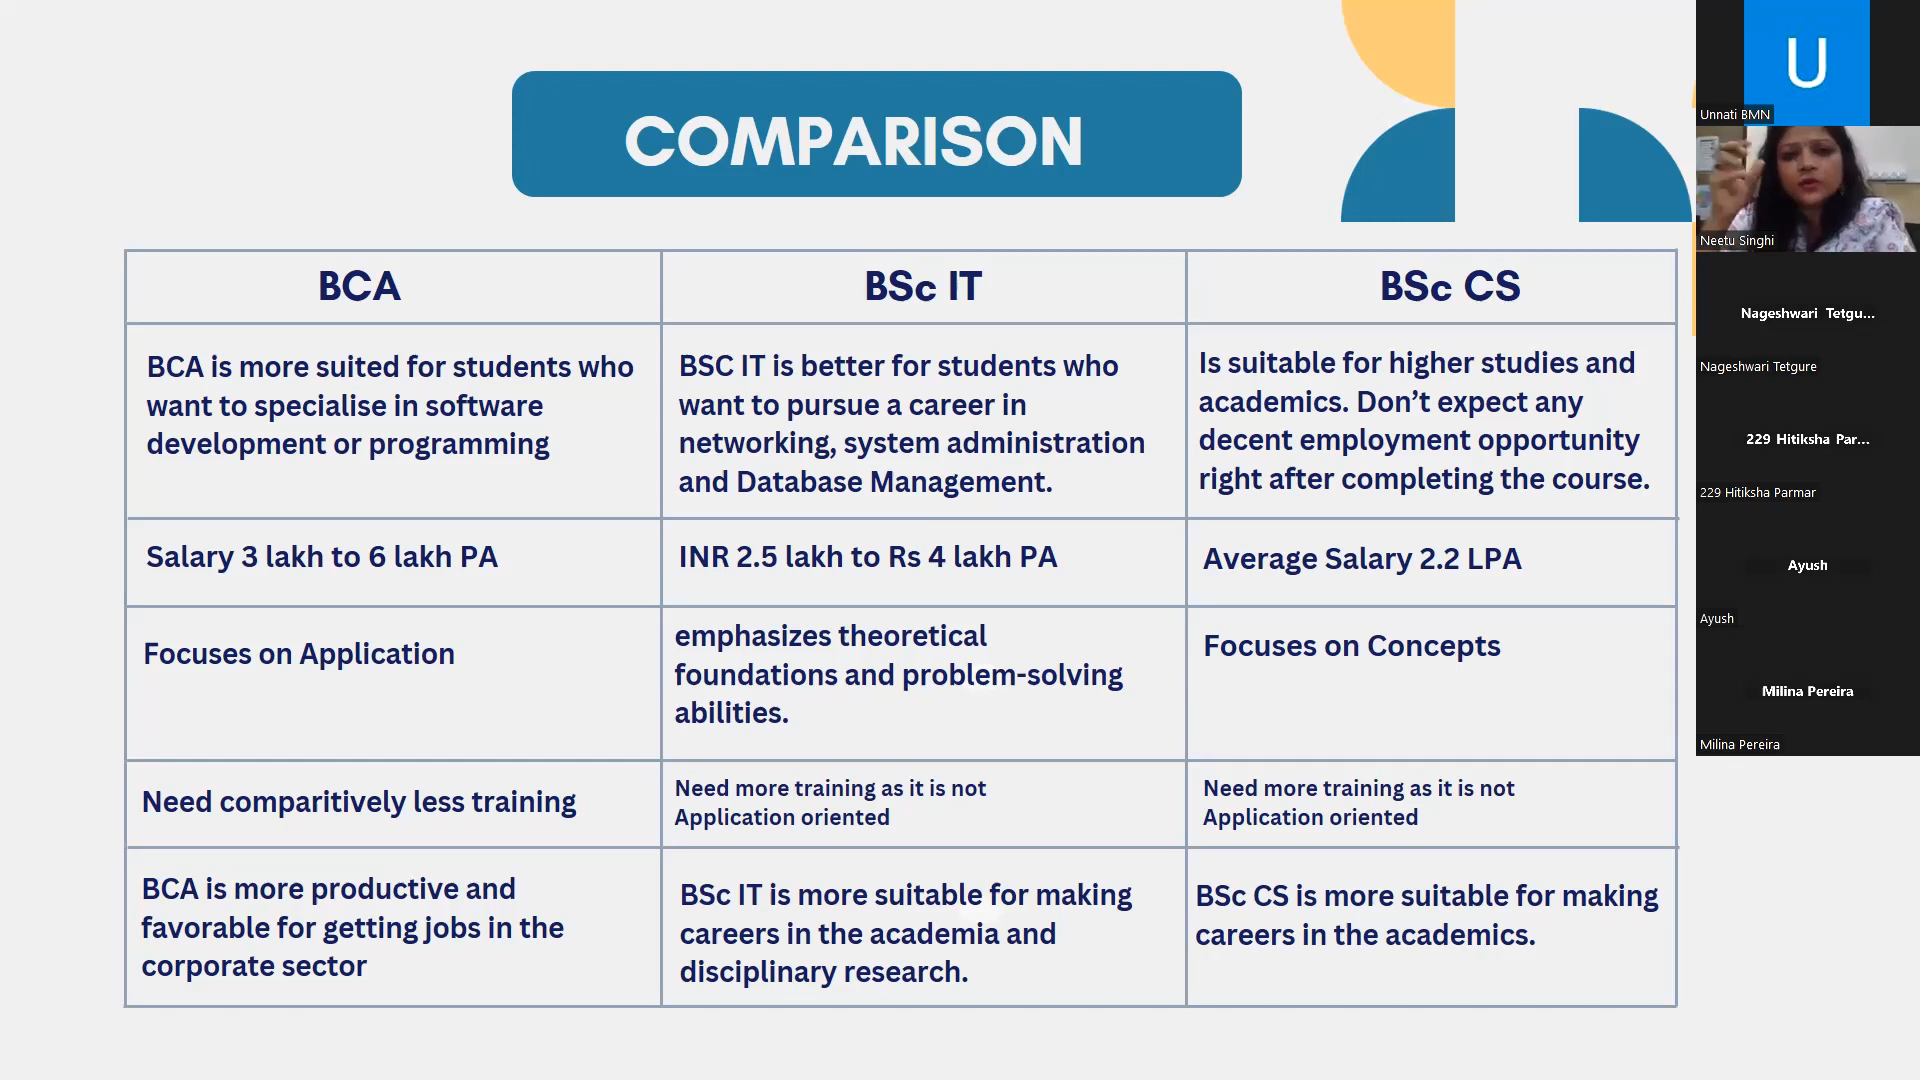 COMPARISON
BCA
BSc IT
BSc CS
BCA is more suited for students who
want to specialise in software
development or programming
BSC IT is better for students who
want to pursue a career in
networking, system administration
and Database Management.
Is suitable for higher studies and
academics. Don’t expect any
decent employment opportunity
right after completing the course.
Salary 3 lakh to 6 lakh PA
INR 2.5 lakh to Rs 4 lakh PA
Average Salary 2.2 LPA
Focuses on Application
emphasizes theoretical
foundations and problem-solving
abilities.
Focuses on Concepts
Need comparitively less training
Need more training as it is not
Application oriented
Need more training as it is not
Application oriented
BCA is more productive and
favorable for getting jobs in the
corporate sector
BSc IT is more suitable for making
careers in the academia and
disciplinary research.
BSc CS is more suitable for making
careers in the academics.
U
Unnati BMN
Neetu Singhi
Nageshwari Tetgu...
Nageshwari Tetgure
229 Hitiksha Par...
229 Hitiksha Parmar
Ayush
Ayush
Milina Pereira
Milina Pereira